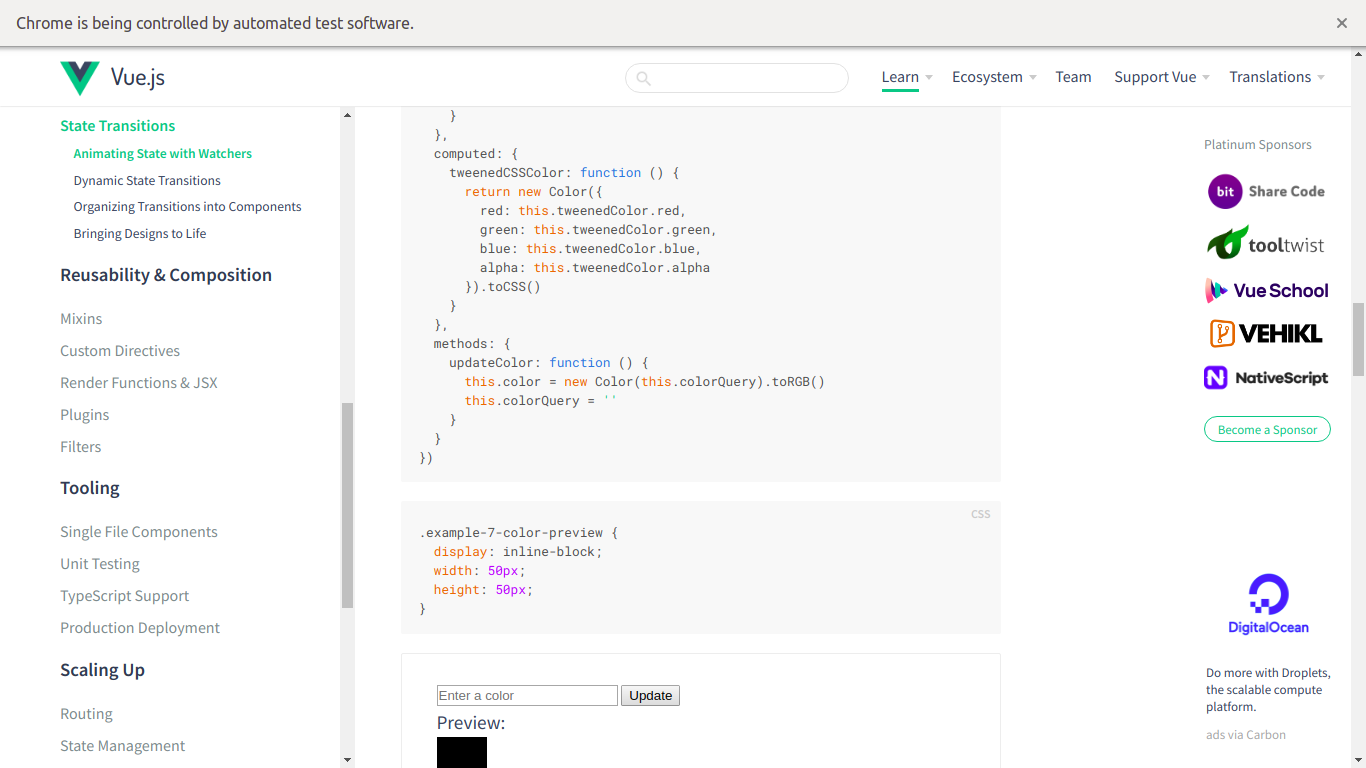 Chrome is being controlled by automated test software.
Vue.js
Learn
Ecosystem
Team
Support Vue
Translations
State Transitions
Animating State with Watchers
Dynamic State Transitions
Organizing Transitions into Components
Bringing Designs to Life
Reusability & Composition
Mixins
Custom Directives
Render Functions & JSX
Plugins
Filters
Tooling
Single File Components
Unit Testing
TypeScript Support
Production Deployment
Scaling Up
Routing
State Management
}
},
computed: {
tweenedCSSColor: function () {
return new Color({
red: this.tweenedColor.red,
green: this.tweenedColor.green,
blue: this.tweenedColor.blue,
alpha: this.tweenedColor.alpha
}).toCSS()
}
},
methods: {
updateColor: function () {
this.color = new Color(this.colorQuery).toRGB()
this.colorQuery = ''
}
}
})
CSS
.example-7-color-preview {
display: inline-block;
width: 50px;
height: 50px;
}
Enter a color
Update
Preview:
Platinum Sponsors
bit Share Code
tooltwist
Vue School
VEHIKL
NativeScript
Become a Sponsor
DigitalOcean
Do more with Droplets,
the scalable compute
platform.
ads via Carbon